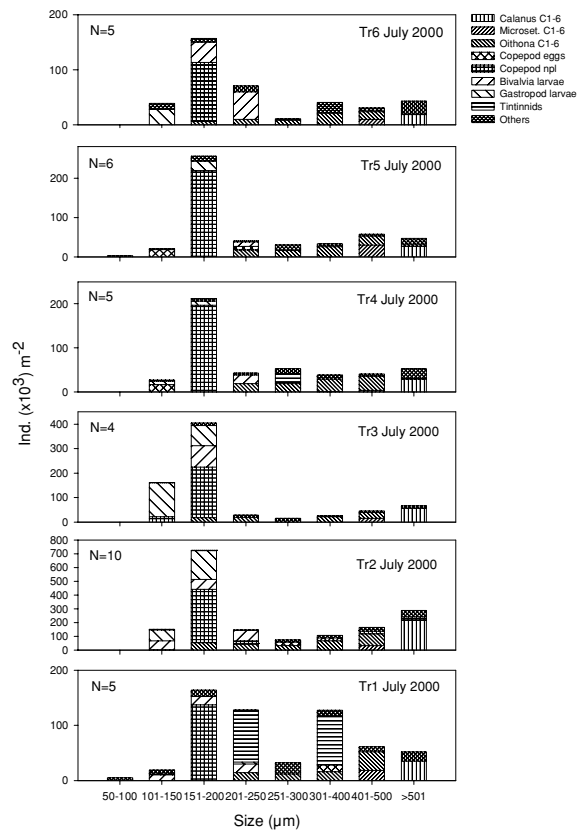 N=5
Tr6 July 2000
200
100
0
Calanus C1-6
Microset. C1-6
Oithona C1-6
Copepod eggs
Copepod npl
Bivalvia larvae
Gastropod larvae
Tintinnids
Others
N=6
Tr5 July 2000
200
100
0
N=5
Tr4 July 2000
200
100
0
Ind. (x10³) m⁻²
N=4
Tr3 July 2000
400
300
200
100
0
N=10
Tr2 July 2000
800
700
600
500
400
300
200
100
0
N=5
Tr1 July 2000
200
100
0
50-100 101-150 151-200 201-250 251-300 301-400 401-500 >501
Size (µm)